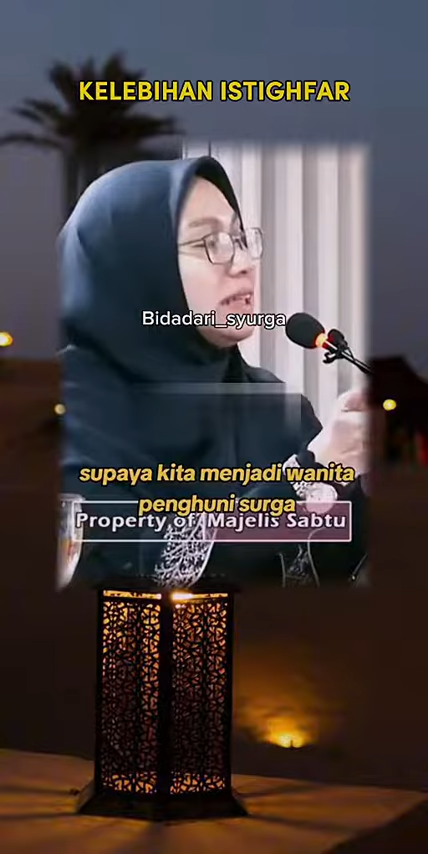 KELEBIHAN ISTIGHFAR
Bidadari_syurga
supaya kita menjadi wanita
penghuni surga
Property of Majelis Sabtu